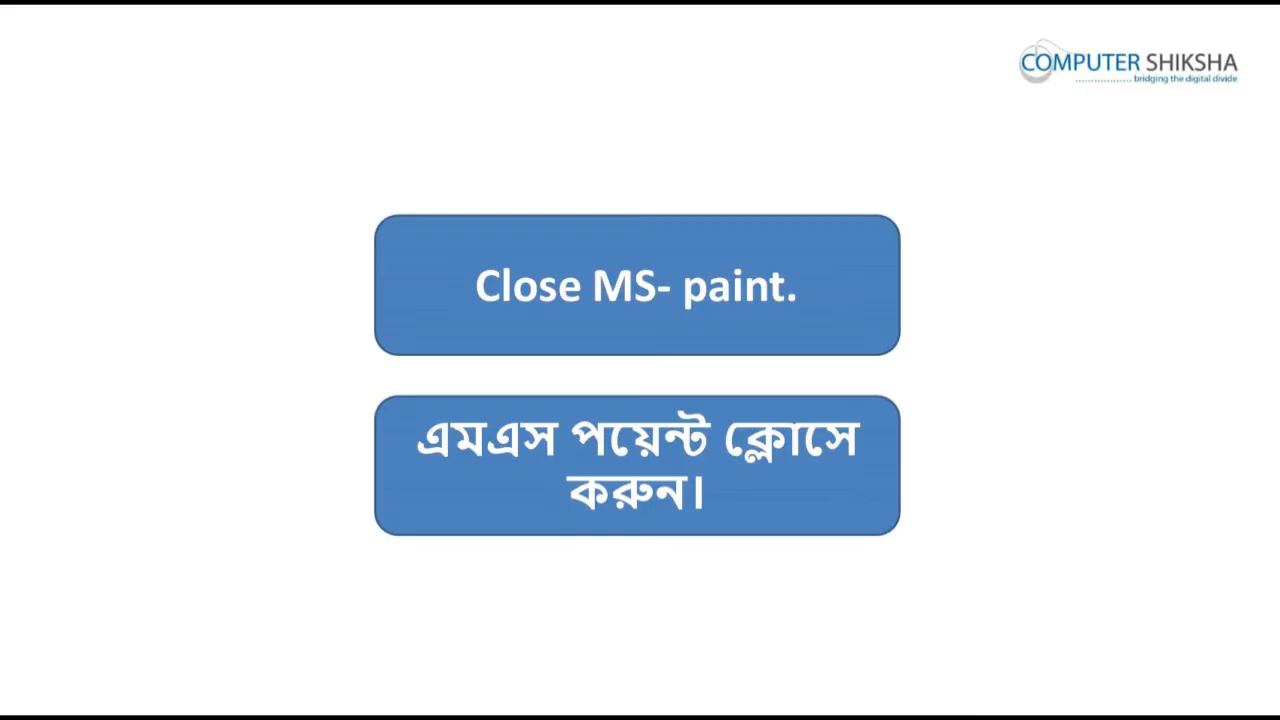 COMPUTER SHIKSHA
bridging the digital divide
Close MS- paint.
এমএস পয়েন্ট ক্লোসে
করুন।